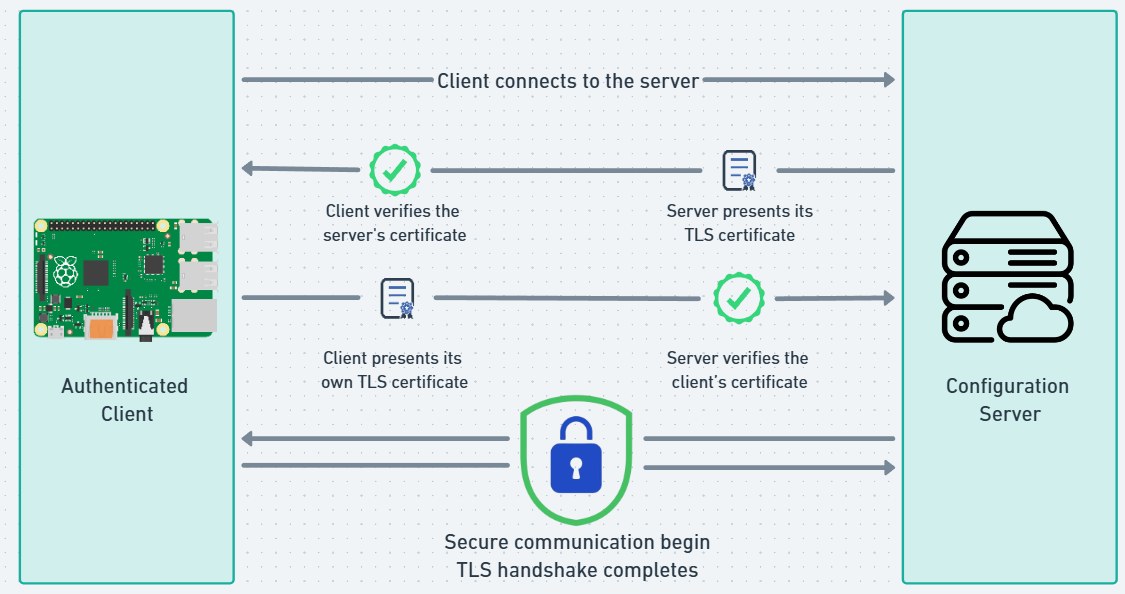 Client connects to the server
Client verifies the
server's certificate
Server presents its
TLS certificate
Client presents its
own TLS certificate
Server verifies the
client's certificate
Authenticated
Client
Configuration
Server
Secure communication begin
TLS handshake completes